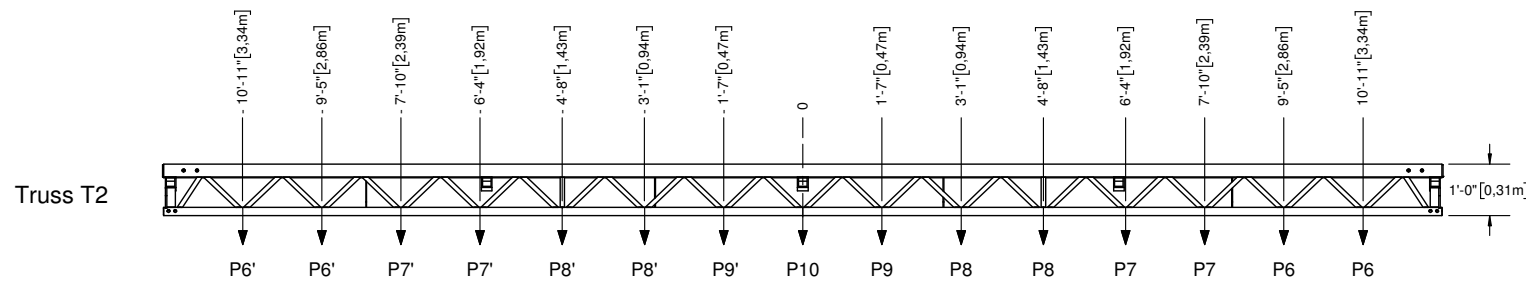 - 10'-11" [3,34m]
- 9'-5" [2,86m]
- 7'-10" [2,39m]
- 6'-4" [1,92m]
- 4'-8" [1,43m]
- 3'-1" [0,94m]
- 1'-7" [0,47m]
0
1'-7" [0,47m]
3'-1" [0,94m]
4'-8" [1,43m]
6'-4" [1,92m]
7'-10" [2,39m]
9'-5" [2,86m]
10'-11" [3,34m]
Truss T2
1'-0" [0,31m]
P6' P6' P7' P7' P8' P8' P9' P10 P9 P8 P8 P7 P7 P6 P6